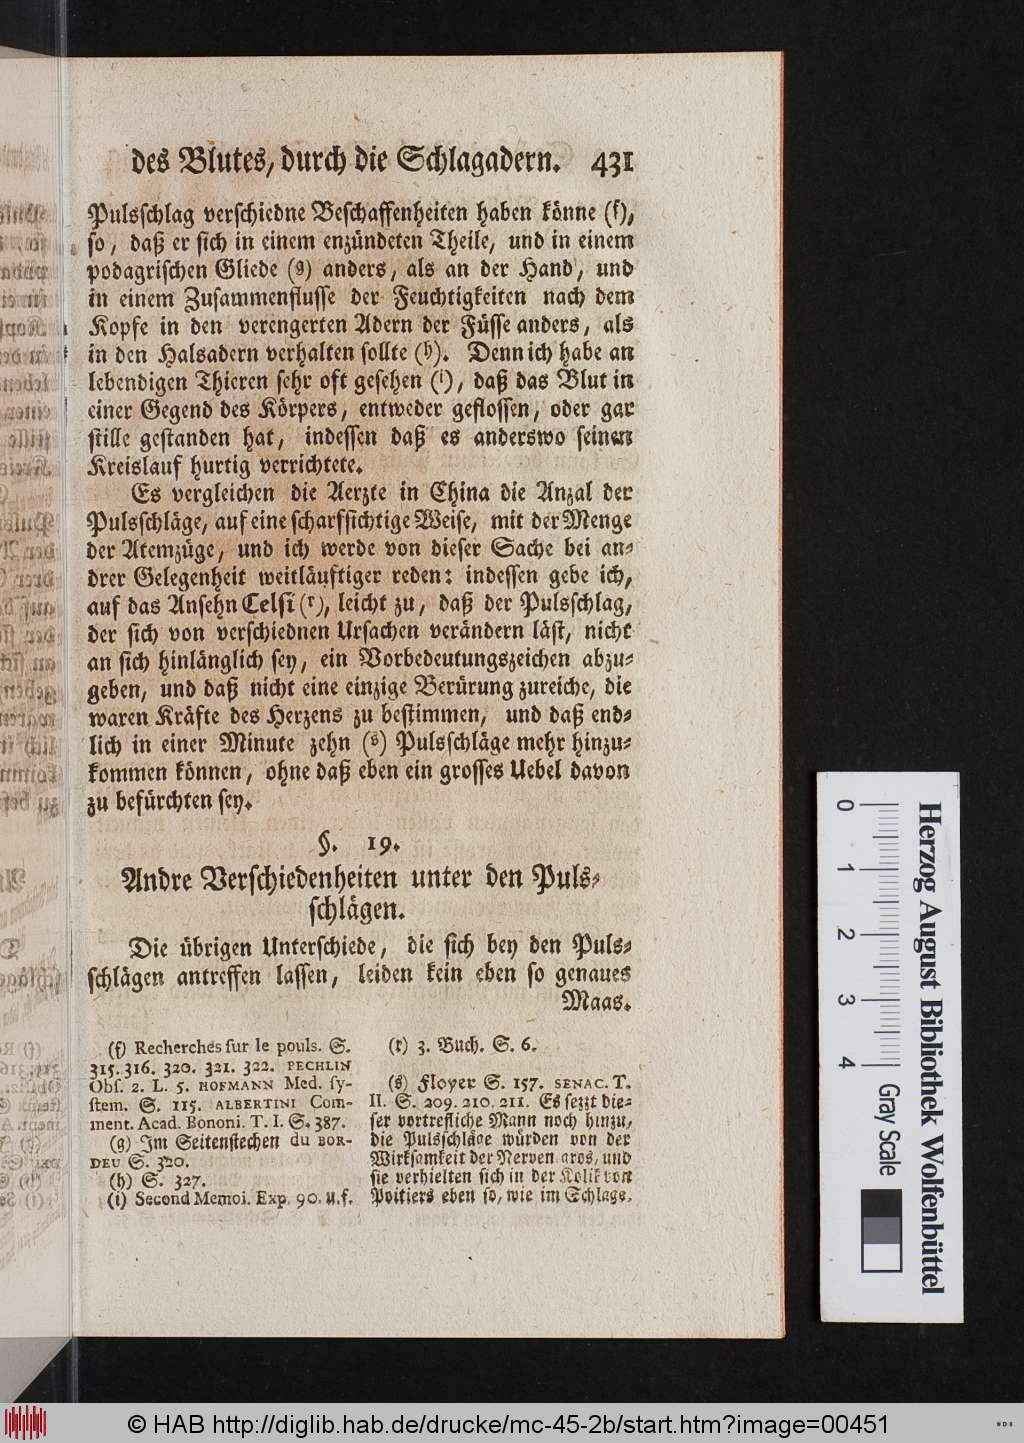 des Blutes, durch die Schlagadern. 431
Pulsschlag verschiedne Beschaffenheiten haben könne (f),
so, daß er sich in einem enzündeten Theile, und in einem
podagrischen Gliede (g) anders, als an der Hand, und
in einem Zusammenflusse der Feuchtigkeiten nach dem
Kopfe in den verengerten Adern der Füsse anders, als
in den Halsadern verhalten sollte (h). Denn ich habe an
lebendigen Thieren sehr oft gesehen (i), daß das Blut in
einer Gegend des Körpers, entweder geflossen, oder gar
stille gestanden hat, indessen daß es anderswo seinen
Kreislauf hurtig verrichtete.
Es vergleichen die Aerzte in China die Anzal der
Pulsschläge, auf eine scharfsichtige Weise, mit der Menge
der Atemzüge, und ich werde von dieser Sache bei an-
drer Gelegenheit weitläuftiger reden: indessen gebe ich,
auf das Ansehn Celsi (r), leicht zu, daß der Pulsschlag,
der sich von verschiednen Ursachen verändern läst, nicht
an sich hinlänglich sey, ein Vorbedeutungszeichen abzu-
geben, und daß nicht eine einzige Berürung zureiche, die
waren Kräfte des Herzens zu bestimmen, und daß end-
lich in einer Minute zehn (s) Pulsschläge mehr hinzu-
kommen können, ohne daß eben ein grosses Uebel davon
zu befürchten sey.
§. 19.
Andre Verschiedenheiten unter den Puls-
schlägen.
Die übrigen Unterschiede, die sich bey den Puls-
schlägen antreffen lassen, leiden kein eben so genaues
Maas.
(f) Recherches sur le pouls. S.
315. 316. 320. 321. 322. PECHLIN
Obs. 2. L. 5. HOFMANN Med. sy-
stem. S. 115. ALBERTINI Com-
ment. Acad. Bononi. T. I. S. 387.
(g) Im Seitenstechen du BOR-
DEU S. 320.
(h) S. 327.
(i) Second Memoi. Exp. 90. u.f.
(r) 3. Buch. S. 6.
(s) Floyer S. 157. SENAC. T.
II. S. 209. 210. 211. Es sezzt die-
ser vortrefliche Mann noch hinzu,
die Pulsschläge würden von der
Wirksamkeit der Nerven gros, und
sie verhielten sich in der Kolik von
Poitiers eben so, wie im Schlage.
0 1 2 3 4
Gray Scale
Herzog August Bibliothek Wolfenbüttel
© HAB http://diglib.hab.de/drucke/mc-45-2b/start.htm?image=00451